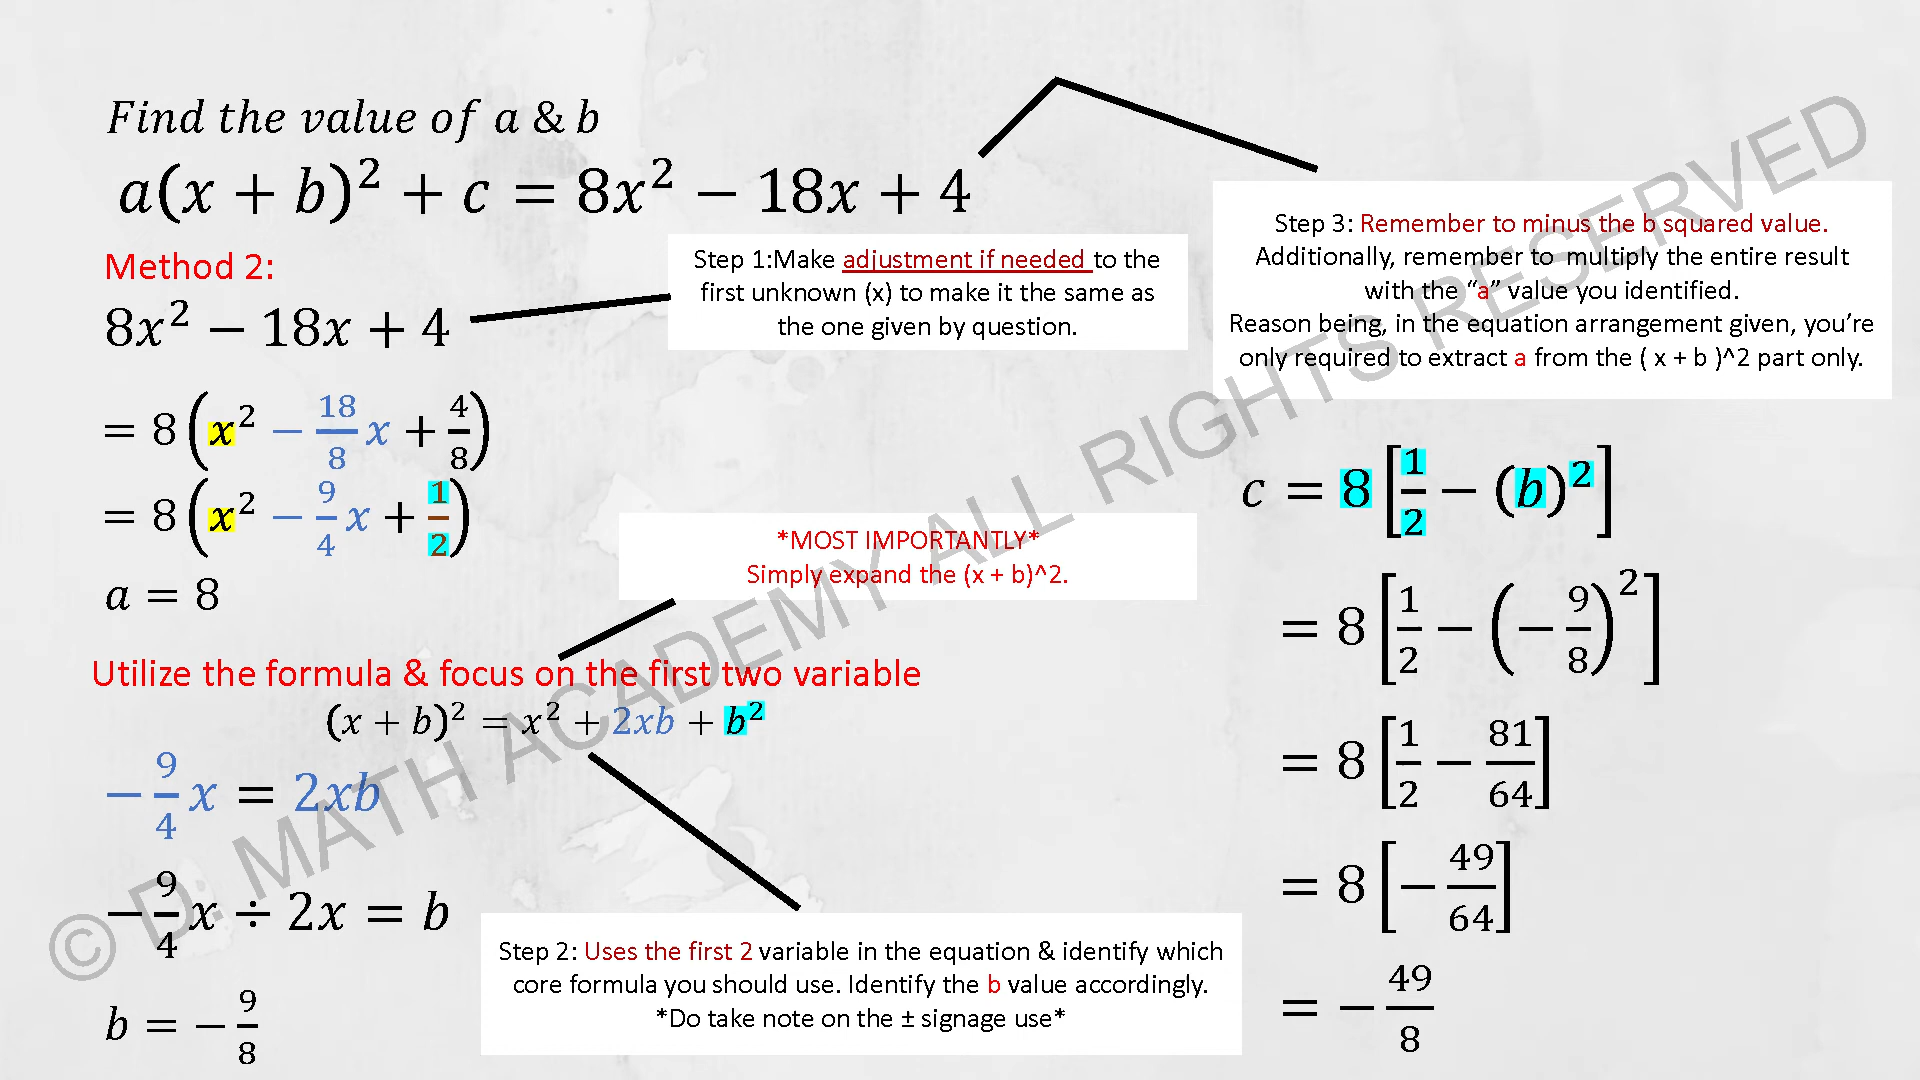 Find the value of a & b
a(x + b)² + c = 8x² − 18x + 4
Method 2:
8x² − 18x + 4
= 8(x² − 18/8 x + 4/8)
= 8(x² − 9/4 x + 1/2)
a = 8
Utilize the formula & focus on the first two variable
(x + b)² = x² + 2xb + b²
− 9/4 x = 2xb
− 9/4 x ÷ 2x = b
b = − 9/8
Step 1:Make adjustment if needed to the
first unknown (x) to make it the same as
the one given by question.
*MOST IMPORTANTLY*
Simply expand the (x + b)^2.
Step 2: Uses the first 2 variable in the equation & identify which
core formula you should use. Identify the b value accordingly.
*Do take note on the ± signage use*
Step 3: Remember to minus the b squared value.
Additionally, remember to multiply the entire result
with the “a” value you identified.
Reason being, in the equation arrangement given, you’re
only required to extract a from the ( x + b )^2 part only.
c = 8[1/2 − (b)²]
= 8[1/2 − (− 9/8)²]
= 8[1/2 − 81/64]
= 8[− 49/64]
= − 49/8
© D. MATH ACADEMY ALL RIGHTS RESERVED